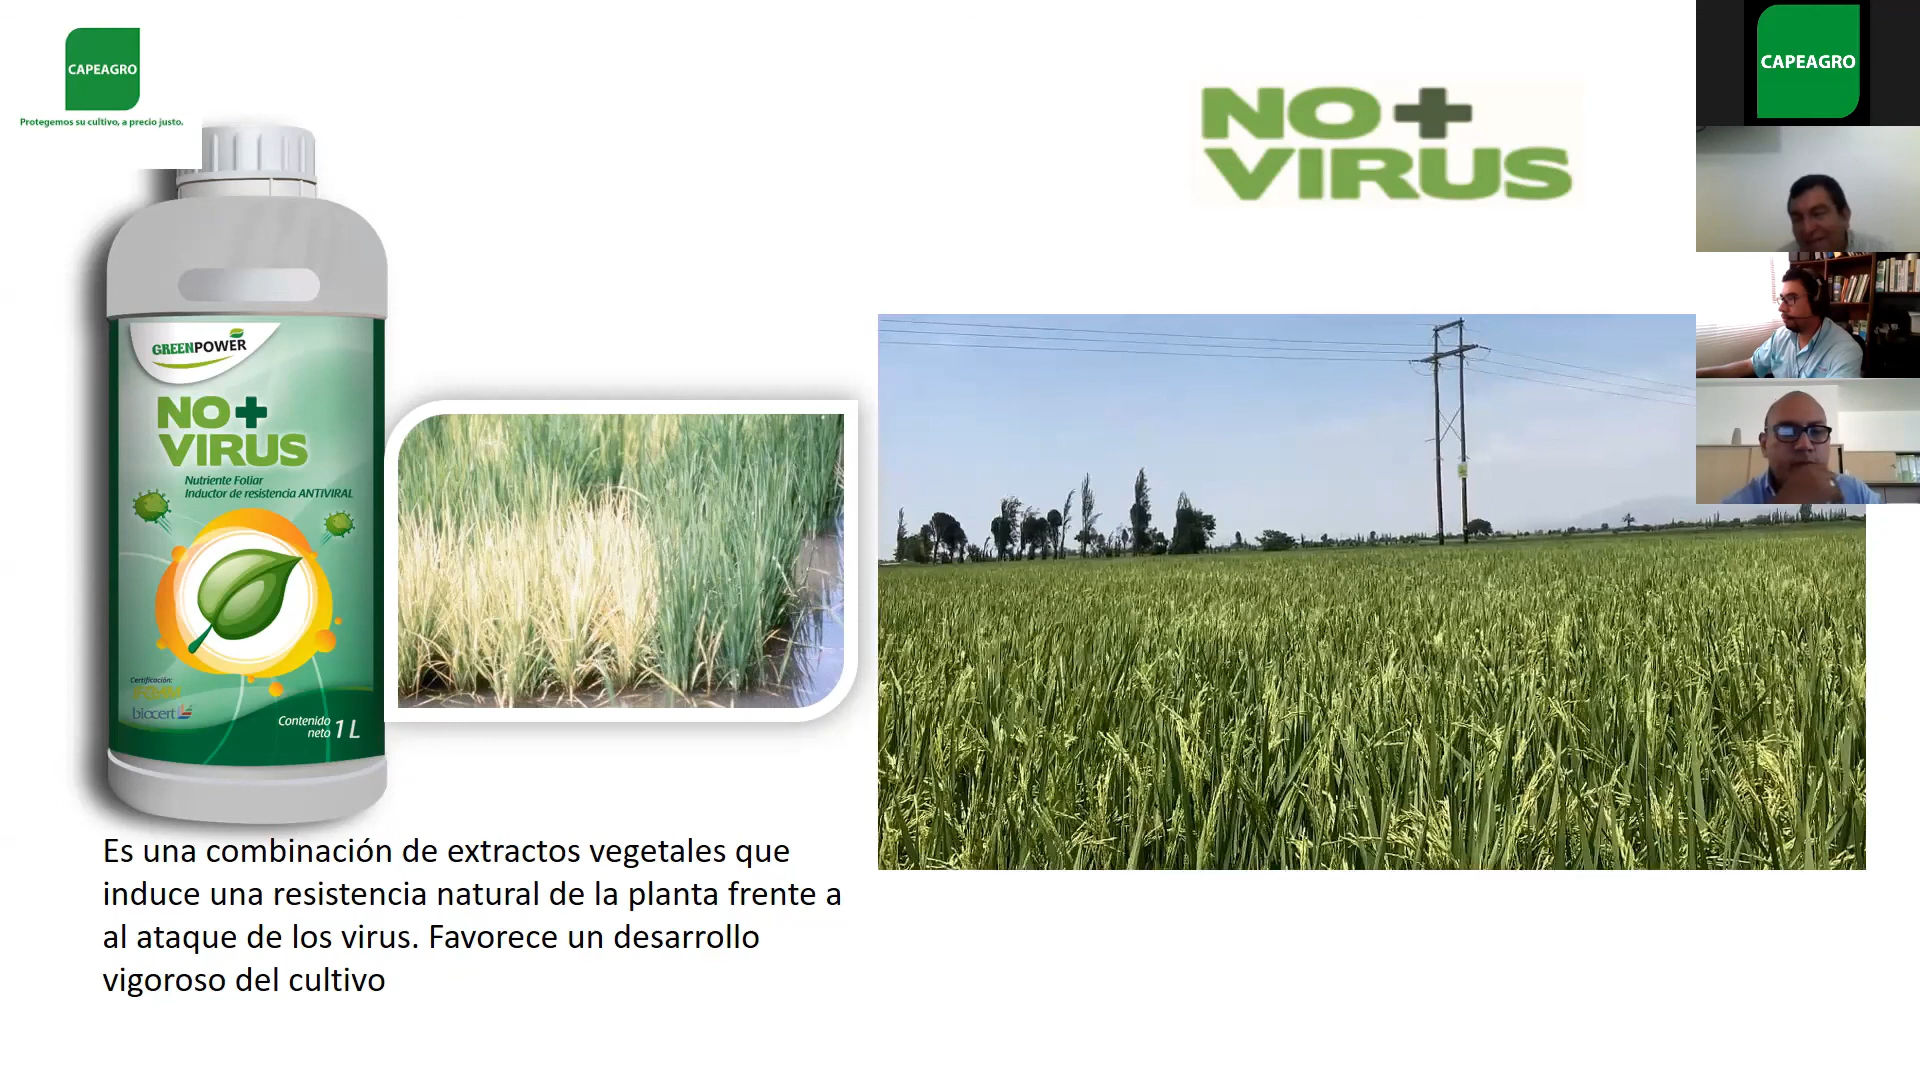 CAPEAGRO
Protegemos su cultivo, a precio justo.
NO+
VIRUS
CAPEAGRO
GREENPOWER
NO+
VIRUS
Nutriente Foliar
Inductor de resistencia ANTIVIRAL
Certificación:
biocert
Contenido
neto 1 L
Es una combinación de extractos vegetales que
induce una resistencia natural de la planta frente a
al ataque de los virus. Favorece un desarrollo
vigoroso del cultivo